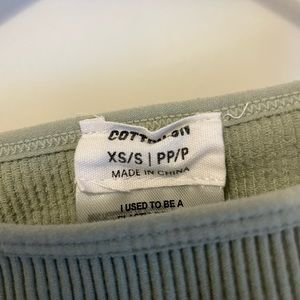 COTTON:ON
XS/S | PP/P
MADE IN CHINA
I USED TO BE A